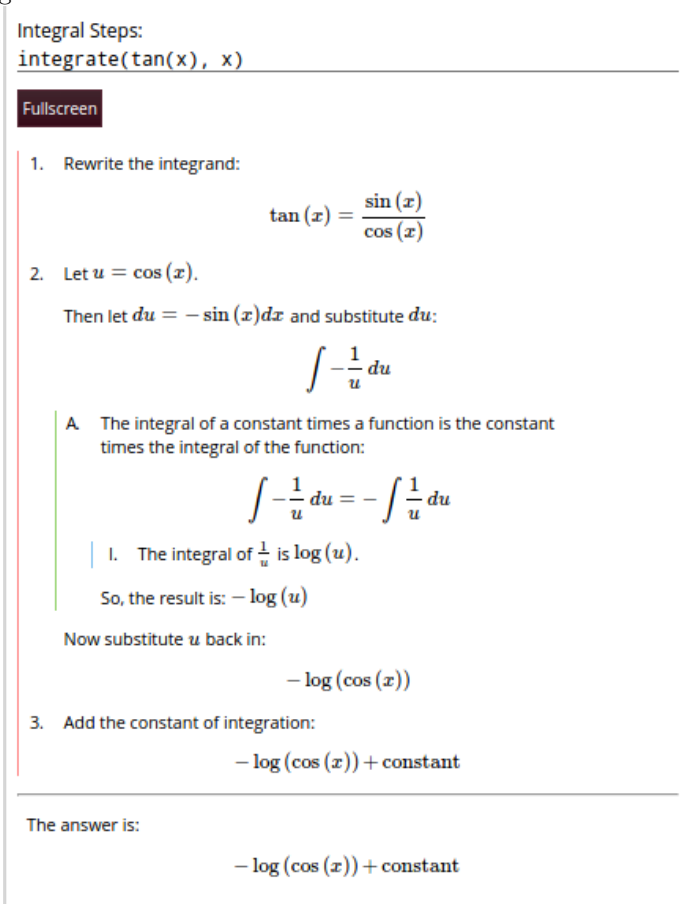 Integral Steps:
integrate(tan(x), x)
Fullscreen
1. Rewrite the integrand:
tan (x) = sin (x) / cos (x)
2. Let u = cos (x).
Then let du = − sin (x)dx and substitute du:
∫ − 1/u du
A. The integral of a constant times a function is the constant
times the integral of the function:
∫ − 1/u du = − ∫ 1/u du
I. The integral of 1/u is log (u).
So, the result is: − log (u)
Now substitute u back in:
− log (cos (x))
3. Add the constant of integration:
− log (cos (x)) + constant
The answer is:
− log (cos (x)) + constant